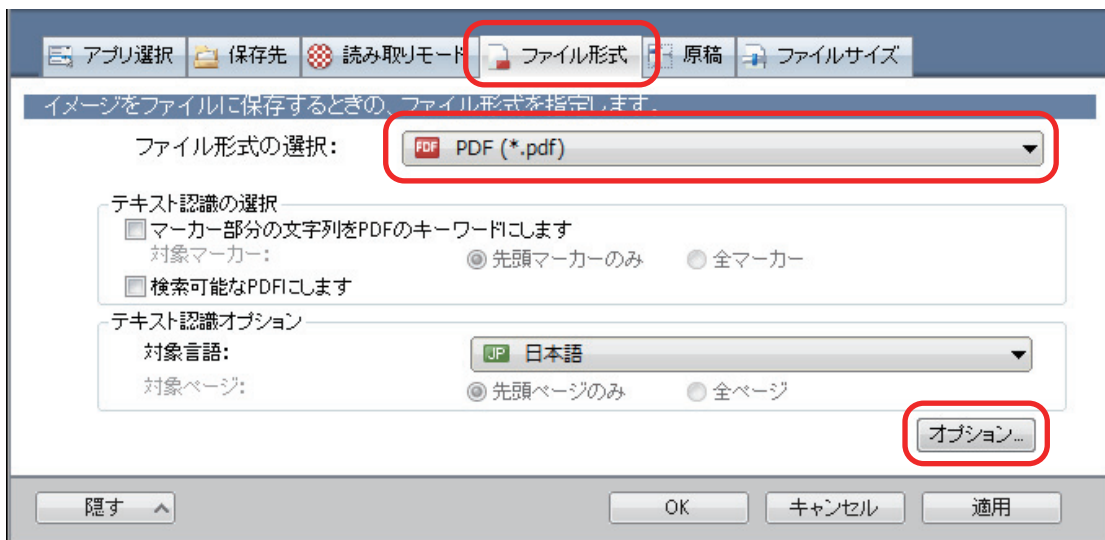 アプリ選択 保存先 読み取りモード ファイル形式 原稿 ファイルサイズ
イメージをファイルに保存するときの、ファイル形式を指定します。
ファイル形式の選択: PDF PDF (*.pdf)
テキスト認識の選択
マーカー部分の文字列をPDFのキーワードにします
対象マーカー: 先頭マーカーのみ 全マーカー
検索可能なPDFにします
テキスト認識オプション
対象言語: JP 日本語
対象ページ: 先頭ページのみ 全ページ
オプション...
隠す OK キャンセル 適用